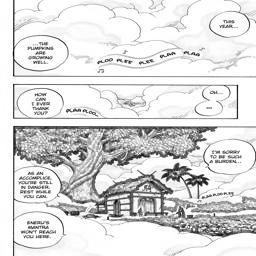 THIS
YEAR...
...THE
PUMPKINS
ARE
GROWING
WELL.
PLOO PLEE PLEE PLAA PLAA
OH...
...
HOW
CAN I
EVER
THANK
YOU?
PLAA PLOO...
I'M SORRY
TO BE SUCH
A BURDEN...
AS AN
ACCOMPLICE,
YOU'RE STILL
IN DANGER.
REST WHILE
YOU CAN.
PLAA PLOO PLEE
ENERU'S
MANTRA
WON'T REACH
YOU HERE.